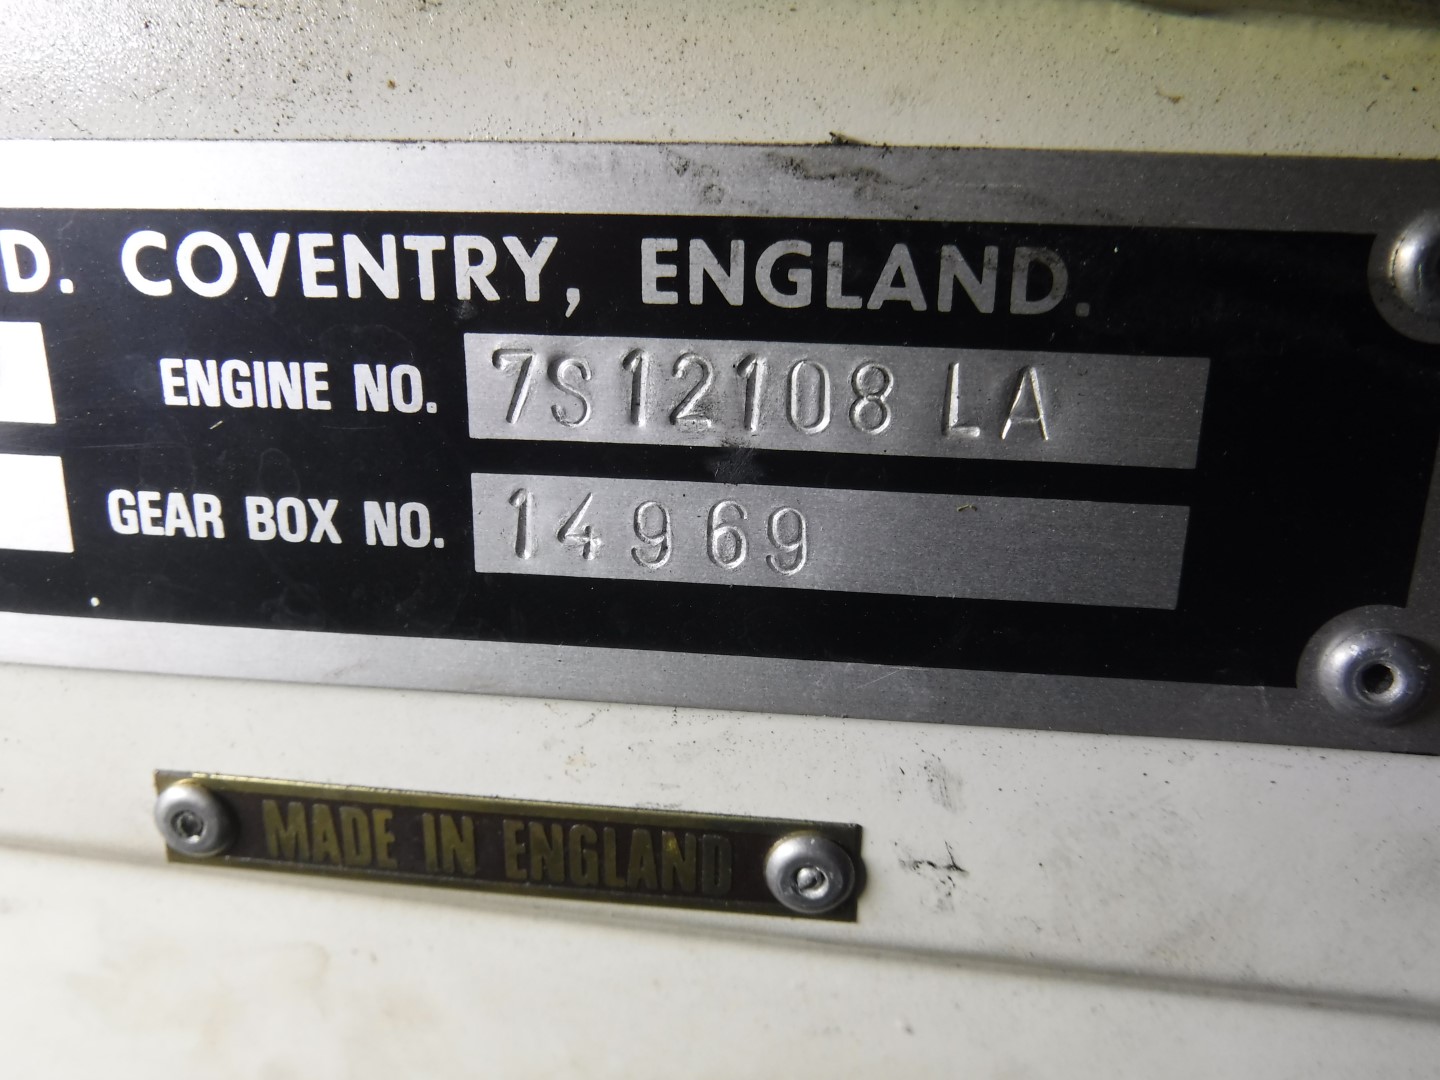 D. COVENTRY, ENGLAND.
ENGINE NO. 7S12108 LA
GEAR BOX NO. 14969
MADE IN ENGLAND